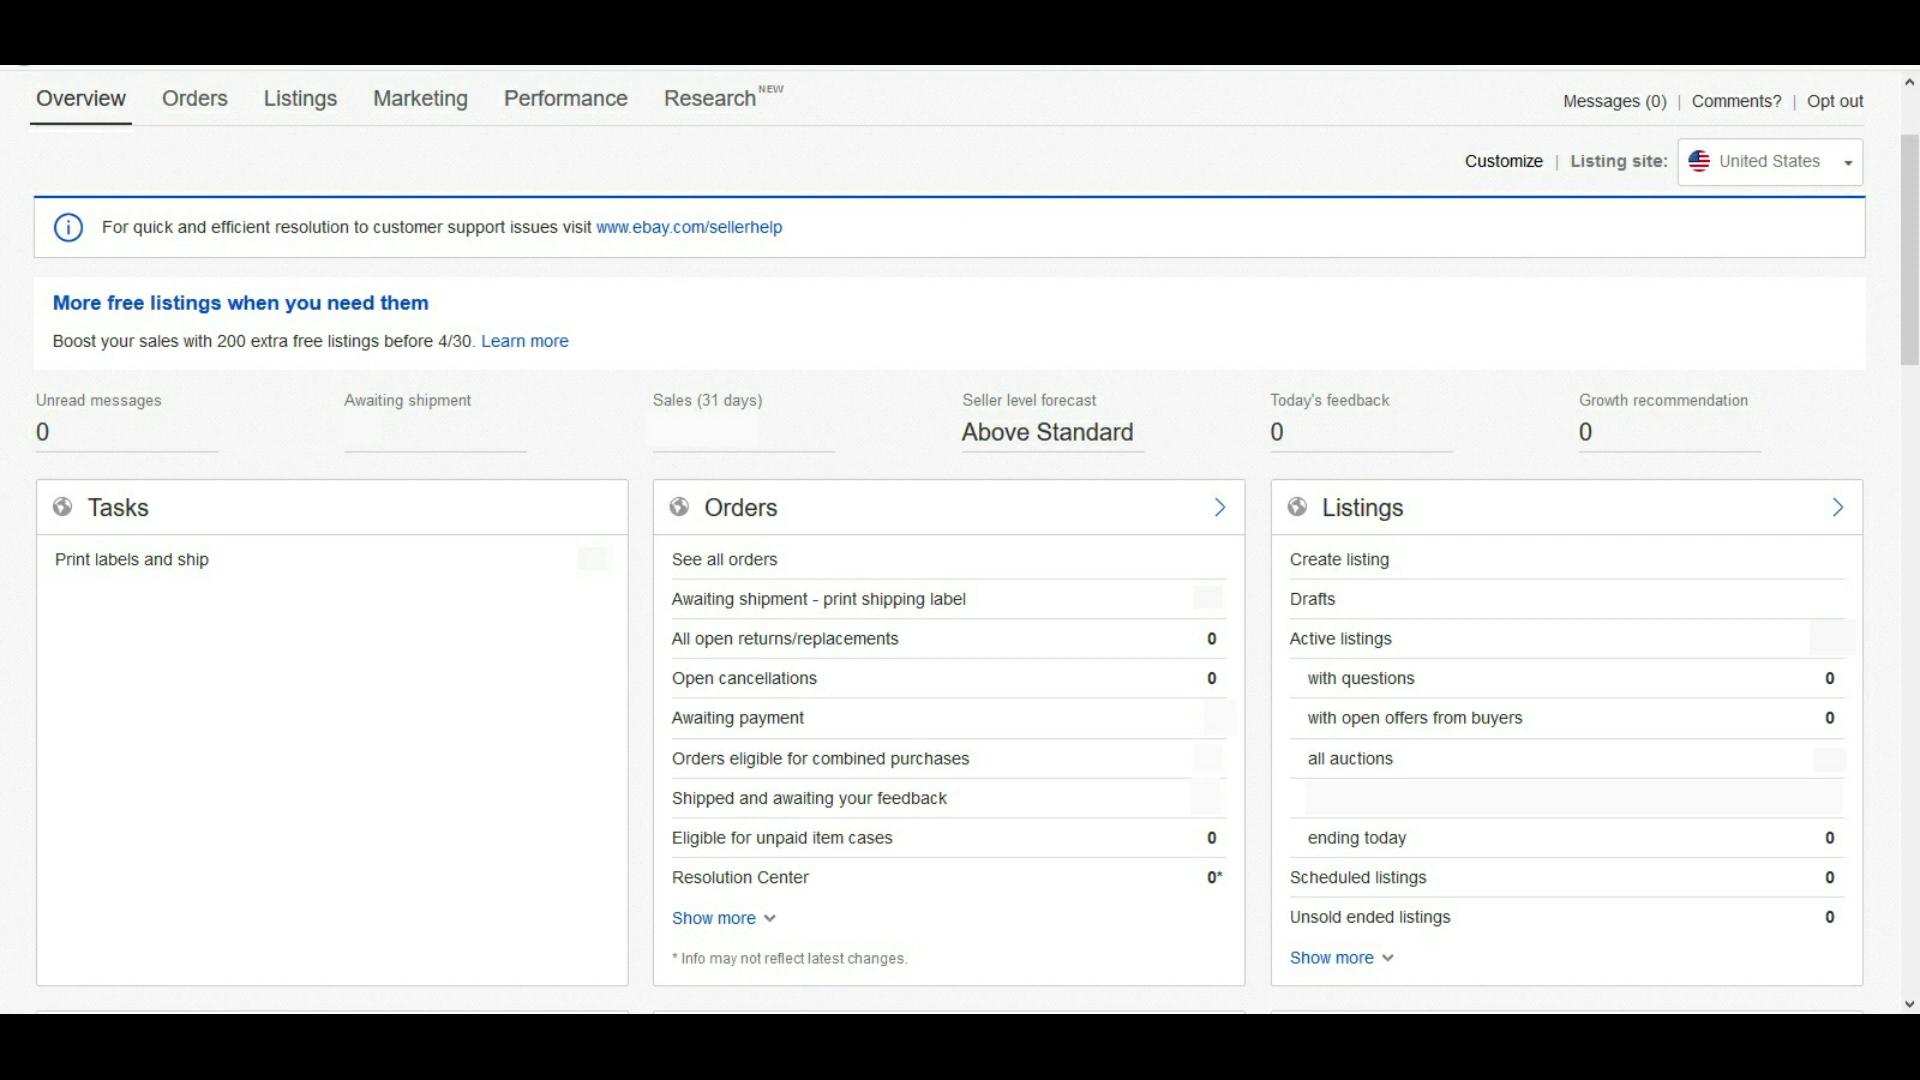 Overview Orders Listings Marketing Performance Research NEW
Messages (0) | Comments? | Opt out
Customize | Listing site: United States
For quick and efficient resolution to customer support issues visit www.ebay.com/sellerhelp
More free listings when you need them
Boost your sales with 200 extra free listings before 4/30. Learn more
Unread messages
0
Awaiting shipment
Sales (31 days)
Seller level forecast
Above Standard
Today's feedback
0
Growth recommendation
0
Tasks
Print labels and ship
Orders
See all orders
Awaiting shipment - print shipping label
All open returns/replacements 0
Open cancellations 0
Awaiting payment
Orders eligible for combined purchases
Shipped and awaiting your feedback
Eligible for unpaid item cases 0
Resolution Center 0*
Show more
* Info may not reflect latest changes.
Listings
Create listing
Drafts
Active listings
with questions 0
with open offers from buyers 0
all auctions
ending today 0
Scheduled listings 0
Unsold ended listings 0
Show more